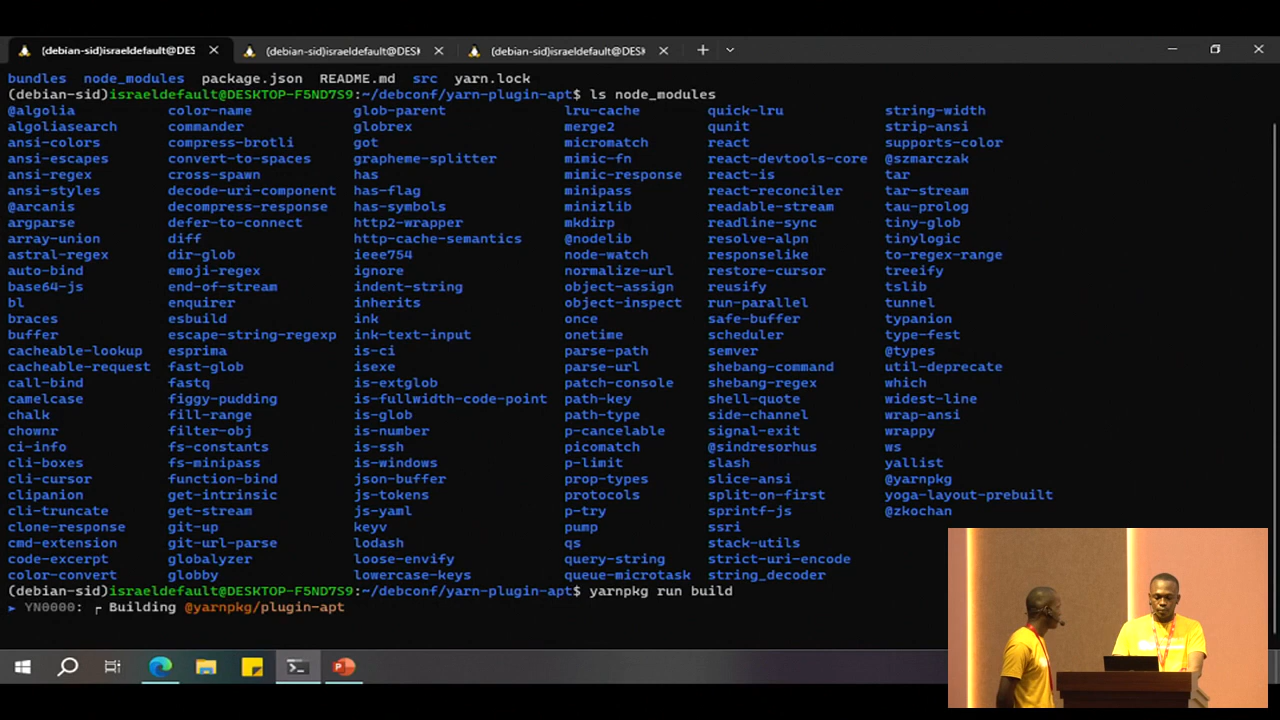 (debian-sid)israeldefault@DES (debian-sid)israeldefault@DESK (debian-sid)israeldefault@DESK
bundles node_modules package.json README.md src yarn.lock
(debian-sid)israeldefault@DESKTOP-F5ND7S9:~/debconf/yarn-plugin-apt$ ls node_modules
@algolia color-name glob-parent lru-cache quick-lru string-width
algoliasearch commander globrex merge2 qunit strip-ansi
ansi-colors compress-brotli got micromatch react supports-color
ansi-escapes convert-to-spaces grapheme-splitter mimic-fn react-devtools-core @szmarczak
ansi-regex cross-spawn has mimic-response react-is tar
ansi-styles decode-uri-component has-flag minipass react-reconciler tar-stream
@arcanis decompress-response has-symbols minizlib readable-stream tau-prolog
argparse defer-to-connect http2-wrapper mkdirp readline-sync tiny-glob
array-union diff http-cache-semantics @nodelib resolve-alpn tinylogic
astral-regex dir-glob ieee754 node-watch responselike to-regex-range
auto-bind emoji-regex ignore normalize-url restore-cursor treeify
base64-js end-of-stream indent-string object-assign reusify tslib
bl enquirer inherits object-inspect run-parallel tunnel
braces esbuild ink once safe-buffer typanion
buffer escape-string-regexp ink-text-input onetime scheduler type-fest
cacheable-lookup esprima is-ci parse-path semver @types
cacheable-request fast-glob isexe parse-url shebang-command util-deprecate
call-bind fastq is-extglob patch-console shebang-regex which
camelcase figgy-pudding is-fullwidth-code-point path-key shell-quote widest-line
chalk fill-range is-glob path-type side-channel wrap-ansi
chownr filter-obj is-number p-cancelable signal-exit wrappy
ci-info fs-constants is-ssh picomatch @sindresorhus ws
cli-boxes fs-minipass is-windows p-limit slash yallist
cli-cursor function-bind json-buffer prop-types slice-ansi @yarnpkg
clipanion get-intrinsic js-tokens protocols split-on-first yoga-layout-prebuilt
cli-truncate get-stream js-yaml p-try sprintf-js @zkochan
clone-response git-up keyv pump ssri
cmd-extension git-url-parse lodash qs stack-utils
code-excerpt globalyzer loose-envify query-string strict-uri-encode
color-convert globby lowercase-keys queue-microtask string_decoder
(debian-sid)israeldefault@DESKTOP-F5ND7S9:~/debconf/yarn-plugin-apt$ yarnpkg run build
➤ YN0000: ┌ Building @yarnpkg/plugin-apt